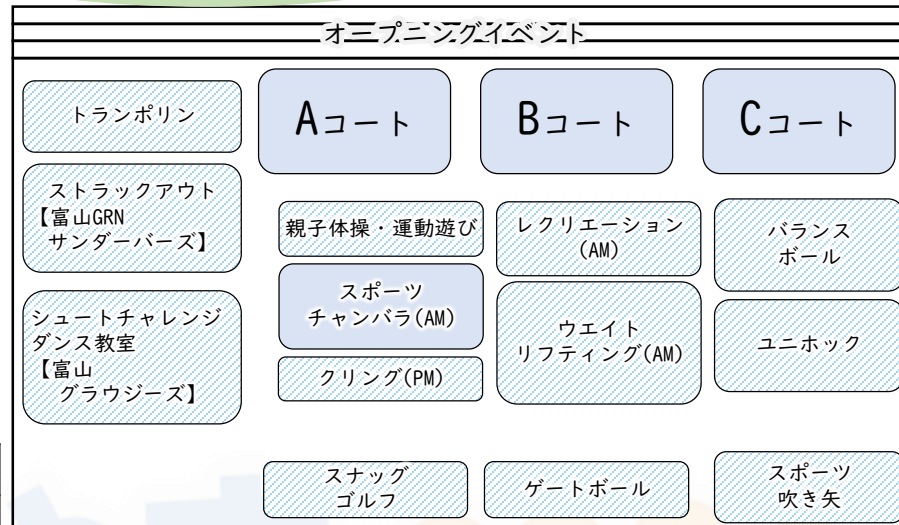 オープニングイベント
トランポリン
Aコート
Bコート
Cコート
ストラックアウト
【富山GRN
サンダーバーズ】
親子体操・運動遊び
レクリエーション
(AM)
バランス
ボール
スポーツ
チャンバラ(AM)
シュートチャレンジ
ダンス教室
【富山
グラウジーズ】
ウエイト
リフティング(AM)
ユニホック
クリング(PM)
スナッグ
ゴルフ
ゲートボール
スポーツ
吹き矢